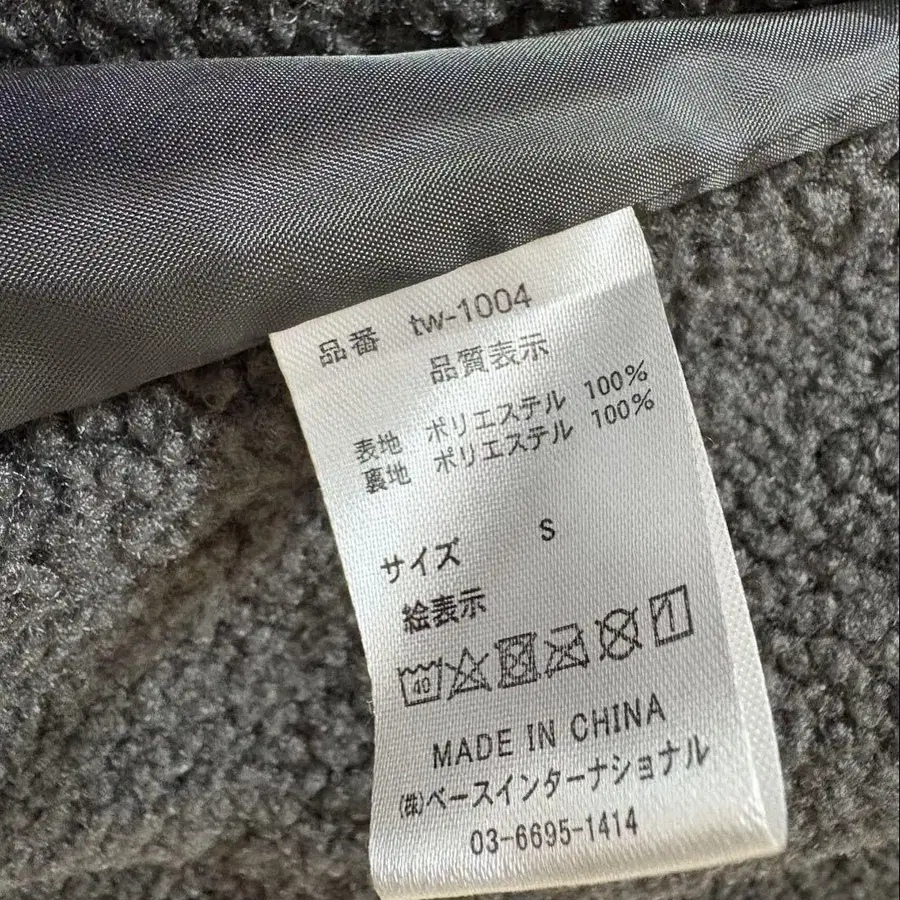 品番 tw-1004
品質表示
表地 ポリエステル 100%
裏地 ポリエステル 100%
サイズ S
絵表示
40
MADE IN CHINA
(株)ベースインターナショナル
03-6695-1414